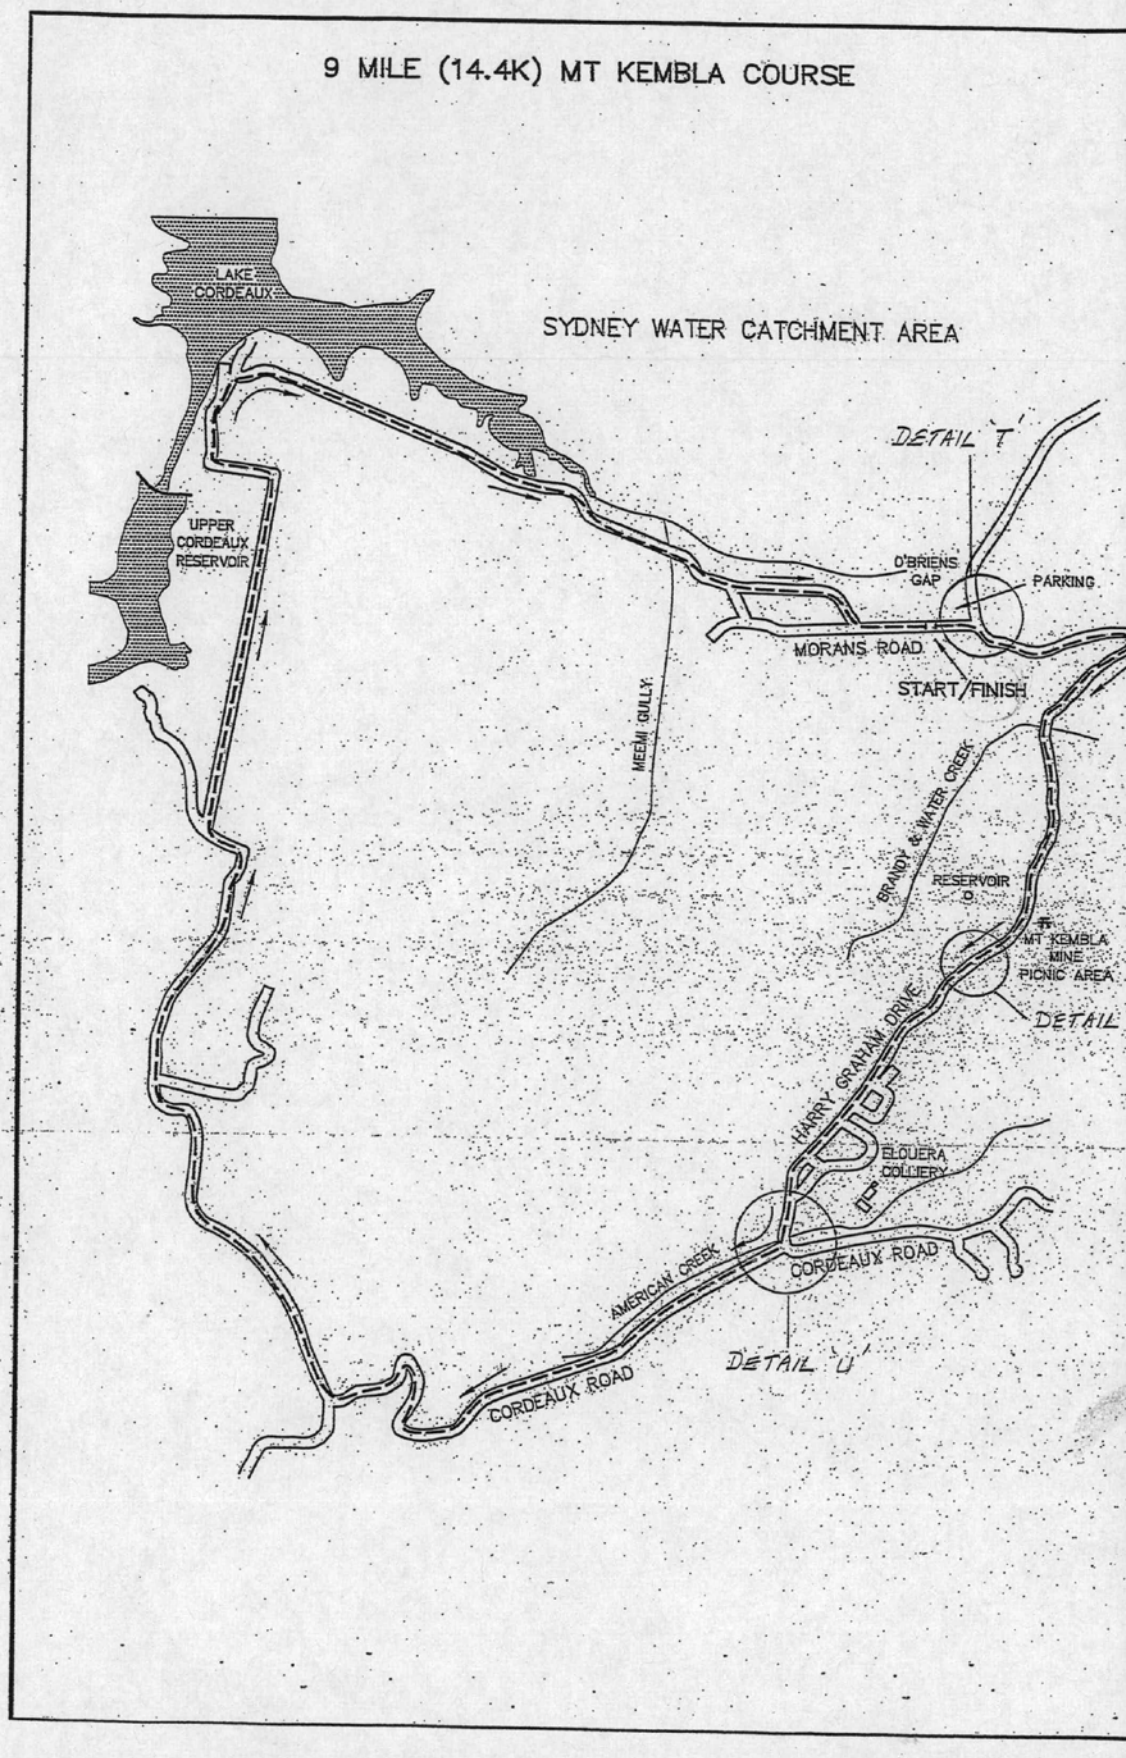 9 MILE (14.4K) MT KEMBLA COURSE
LAKE
CORDEAUX
SYDNEY WATER CATCHMENT AREA
DETAIL 'T'
UPPER
CORDEAUX
RESERVOIR
O'BRIENS
GAP
PARKING
MORANS ROAD
START/FINISH
MEEMI GULLY
BRANDY & WATER CREEK
RESERVOIR
MT KEMBLA
MINE
PICNIC AREA
DETAIL
HARRY GRAHAM DRIVE
ELOUERA
COLLIERY
AMERICAN CREEK
CORDEAUX ROAD
DETAIL 'U'
CORDEAUX ROAD